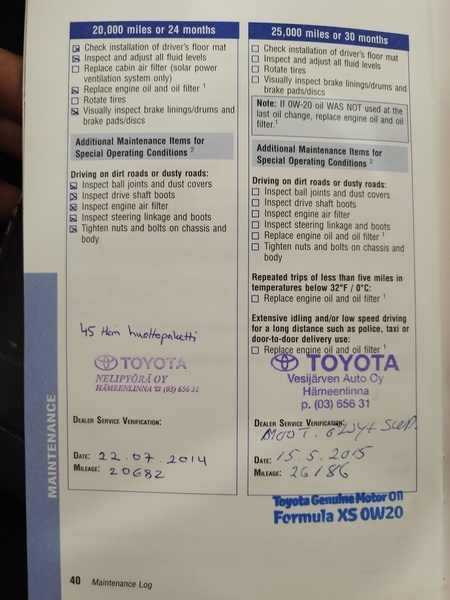 20,000 miles or 24 months
☒ Check installation of driver's floor mat
☒ Inspect and adjust all fluid levels
☐ Replace cabin air filter (solar power
ventilation system only)
☒ Replace engine oil and oil filter 1
☐ Rotate tires
☒ Visually inspect brake linings/drums and
brake pads/discs
Additional Maintenance Items for
Special Operating Conditions 2
Driving on dirt roads or dusty roads:
☒ Inspect ball joints and dust covers
☒ Inspect drive shaft boots
☒ Inspect engine air filter
☒ Inspect steering linkage and boots
☒ Tighten nuts and bolts on chassis and
body
45 Hkm huoltopaketti
TOYOTA
NELIPYÖRÄ OY
HÄMEENLINNA ☎ (03) 656 31
DEALER SERVICE VERIFICATION:
DATE: 22.07.2014
MILEAGE: 20682
25,000 miles or 30 months
☐ Check installation of driver's floor mat
☐ Inspect and adjust all fluid levels
☐ Rotate tires
☐ Visually inspect brake linings/drums and
brake pads/discs
Note: If 0W-20 oil WAS NOT used at the
last oil change, replace engine oil and oil
filter.1
Additional Maintenance Items for
Special Operating Conditions 2
Driving on dirt roads or dusty roads:
☐ Inspect ball joints and dust covers
☐ Inspect drive shaft boots
☐ Inspect engine air filter
☐ Inspect steering linkage and boots
☐ Replace engine oil and oil filter 1
☐ Tighten nuts and bolts on chassis and
body
Repeated trips of less than five miles in
temperatures below 32°F / 0°C:
☐ Replace engine oil and oil filter 1
Extensive idling and/or low speed driving
for a long distance such as police, taxi or
door-to-door delivery use:
☐ Replace engine oil and oil filter 1
TOYOTA
Vesijärven Auto Oy
Hämeenlinna
p. (03) 656 31
DEALER SERVICE VERIFICATION:
DATE: 15.5.2015
MILEAGE: 26186
Toyota Genuine Motor Oil
Formula XS 0W20
MAINTENANCE
40 Maintenance Log